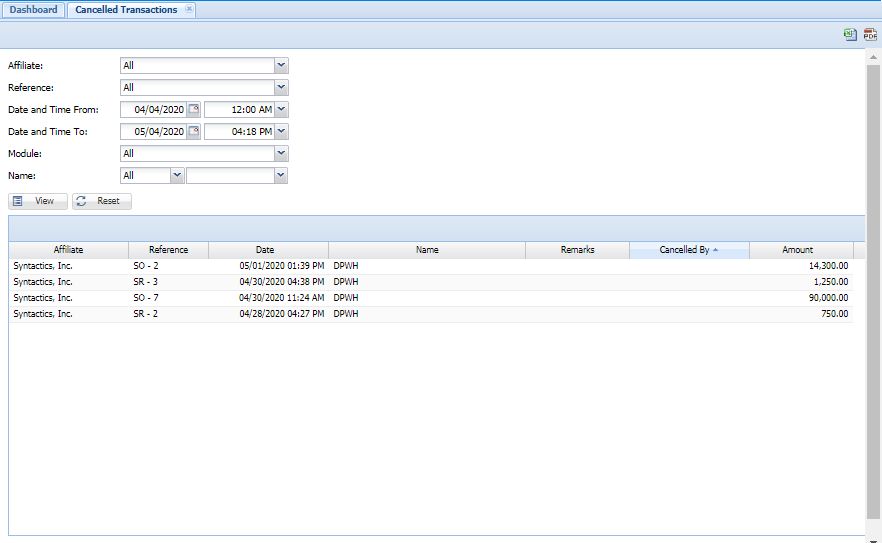 Dashboard Cancelled Transactions
PDF
Affiliate: All
Reference: All
Date and Time From: 04/04/2020 12:00 AM
Date and Time To: 05/04/2020 04:18 PM
Module: All
Name: All
View Reset
Affiliate Reference Date Name Remarks Cancelled By Amount
Syntactics, Inc. SO - 2 05/01/2020 01:39 PM DPWH 14,300.00
Syntactics, Inc. SR - 3 04/30/2020 04:38 PM DPWH 1,250.00
Syntactics, Inc. SO - 7 04/30/2020 11:24 AM DPWH 90,000.00
Syntactics, Inc. SR - 2 04/28/2020 04:27 PM DPWH 750.00